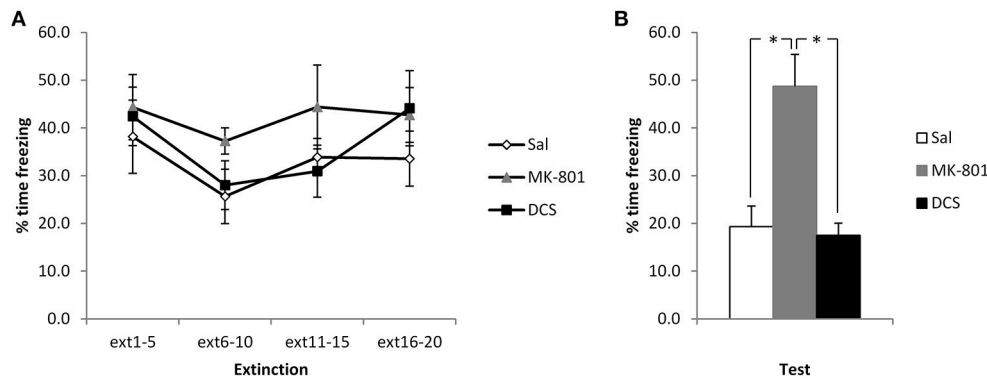 A
% time freezing
60.0
50.0
40.0
30.0
20.0
10.0
0.0
ext1-5 ext6-10 ext11-15 ext16-20
Extinction
Sal
MK-801
DCS
B
% time freezing
60.0
50.0
40.0
30.0
20.0
10.0
0.0
* *
Test
Sal
MK-801
DCS